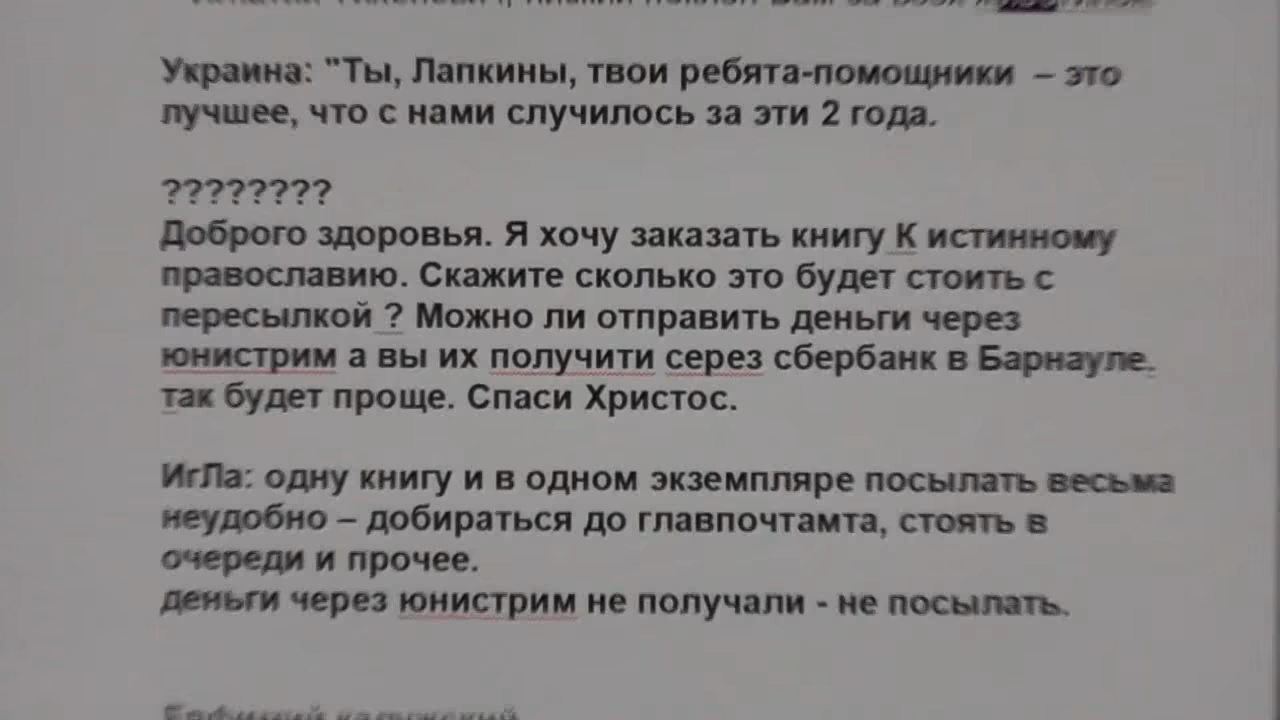 Украина: "Ты, Лапкины, твои ребята-помощники – это
лучшее, что с нами случилось за эти 2 года.
????????
Доброго здоровья. Я хочу заказать книгу К истинному
православию. Скажите сколько это будет стоить с
пересылкой ? Можно ли отправить деньги через
юнистрим а вы их получити серез сбербанк в Барнауле.
так будет проще. Спаси Христос.
ИгЛа: одну книгу и в одном экземпляре посылать весьма
неудобно – добираться до главпочтамта, стоять в
очереди и прочее.
деньги через юнистрим не получали - не посылать.